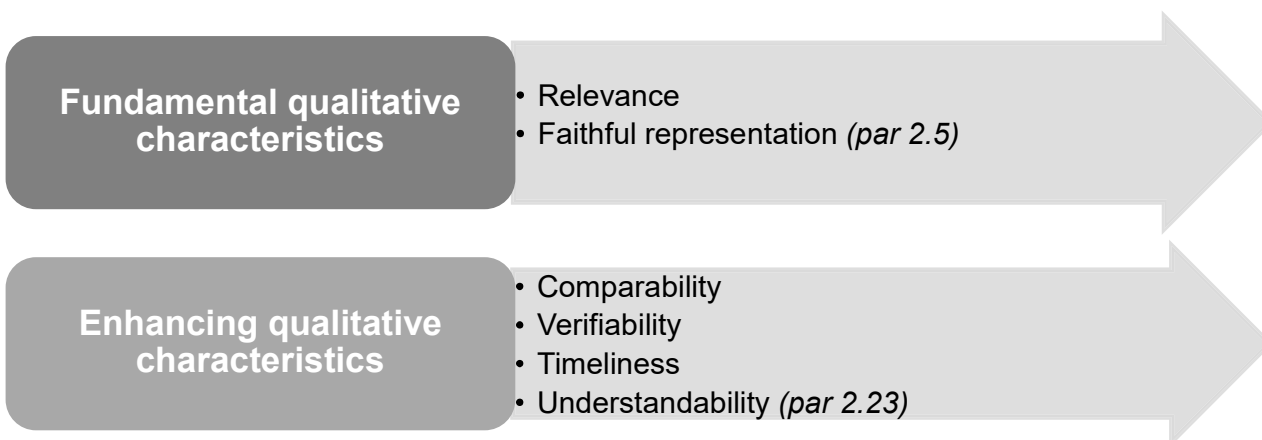 Fundamental qualitative
characteristics
• Relevance
• Faithful representation (par 2.5)
Enhancing qualitative
characteristics
• Comparability
• Verifiability
• Timeliness
• Understandability (par 2.23)